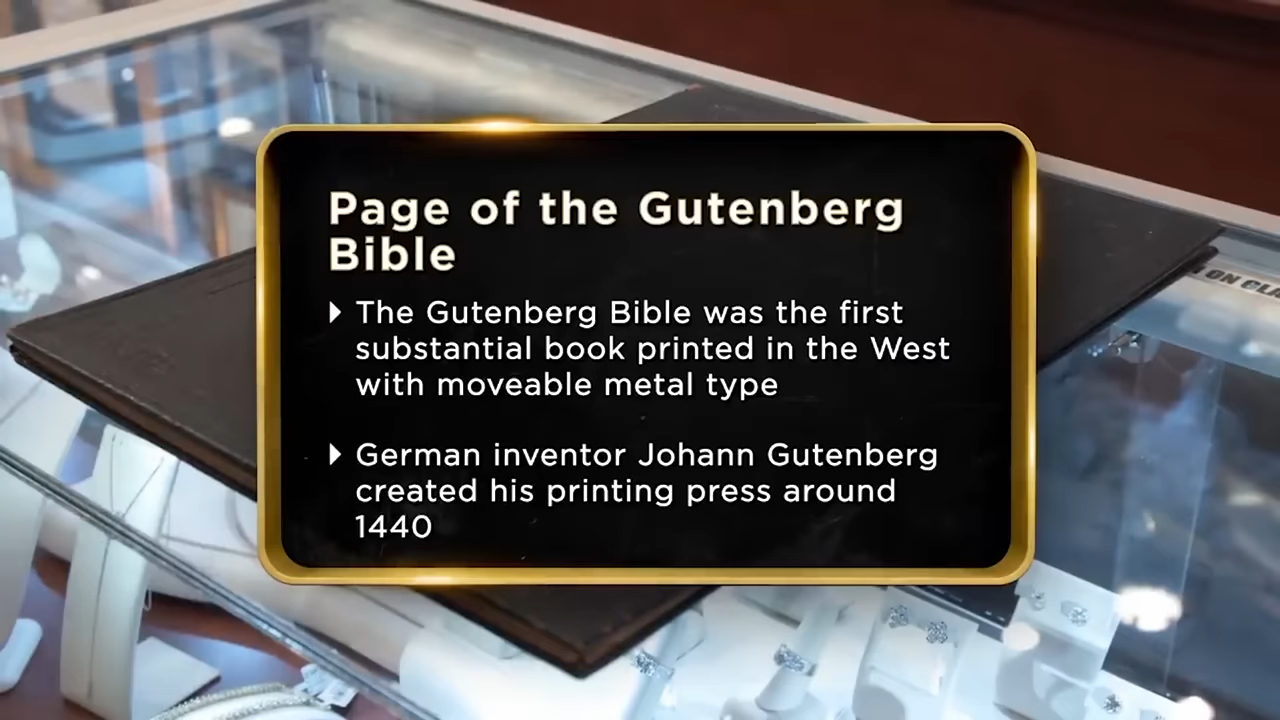 Page of the Gutenberg
Bible
The Gutenberg Bible was the first
substantial book printed in the West
with moveable metal type
German inventor Johann Gutenberg
created his printing press around
1440
ON